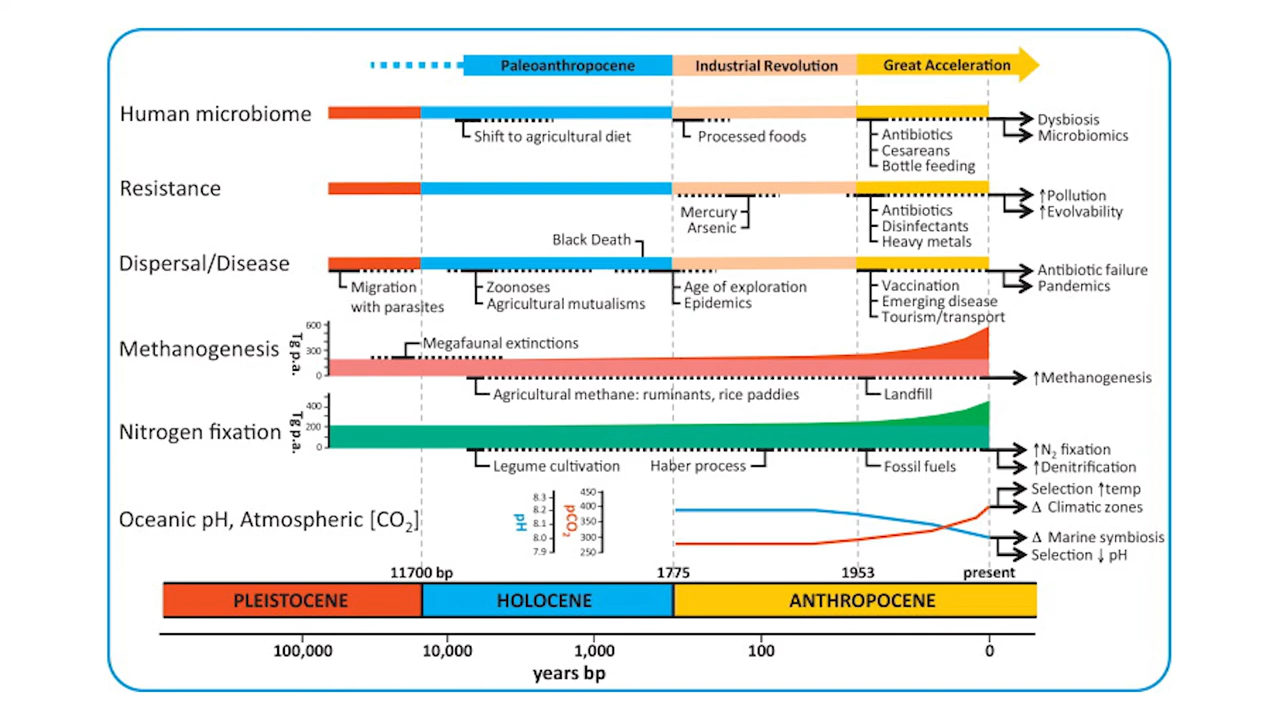 Paleoanthropocene
Industrial Revolution
Great Acceleration
Human microbiome
Shift to agricultural diet
Processed foods
Antibiotics
Cesareans
Bottle feeding
Dysbiosis
Microbiomics
Resistance
Mercury
Arsenic
Antibiotics
Disinfectants
Heavy metals
↑Pollution
↑Evolvability
Dispersal/Disease
Black Death
Migration
with parasites
Zoonoses
Agricultural mutualisms
Age of exploration
Epidemics
Vaccination
Emerging disease
Tourism/transport
Antibiotic failure
Pandemics
Methanogenesis
600
300
0
Tg p.a.
Megafaunal extinctions
Agricultural methane: ruminants, rice paddies
Landfill
↑Methanogenesis
Nitrogen fixation
400
200
0
Tg p.a.
Legume cultivation
Haber process
Fossil fuels
↑N₂ fixation
↑Denitrification
Oceanic pH, Atmospheric [CO₂]
8.3
8.2
8.1
8.0
7.9
pH
450
400
350
300
250
pCO₂
Selection ↑temp
Δ Climatic zones
Δ Marine symbiosis
Selection ↓ pH
11700 bp
1775
1953
present
PLEISTOCENE
HOLOCENE
ANTHROPOCENE
100,000
10,000
1,000
100
0
years bp